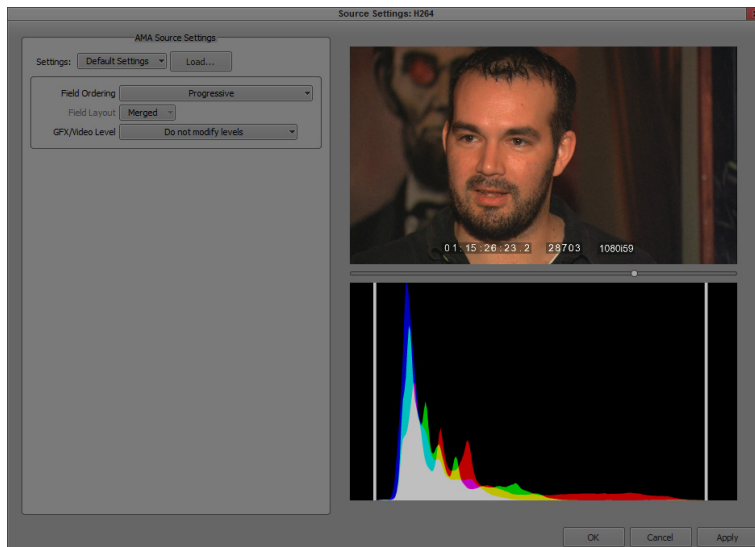 Source Settings: H264
AMA Source Settings
Settings: Default Settings Load...
Field Ordering Progressive
Field Layout Merged
GFX/Video Level Do not modify levels
01:15:26:23.2 28703 1080i59
OK Cancel Apply